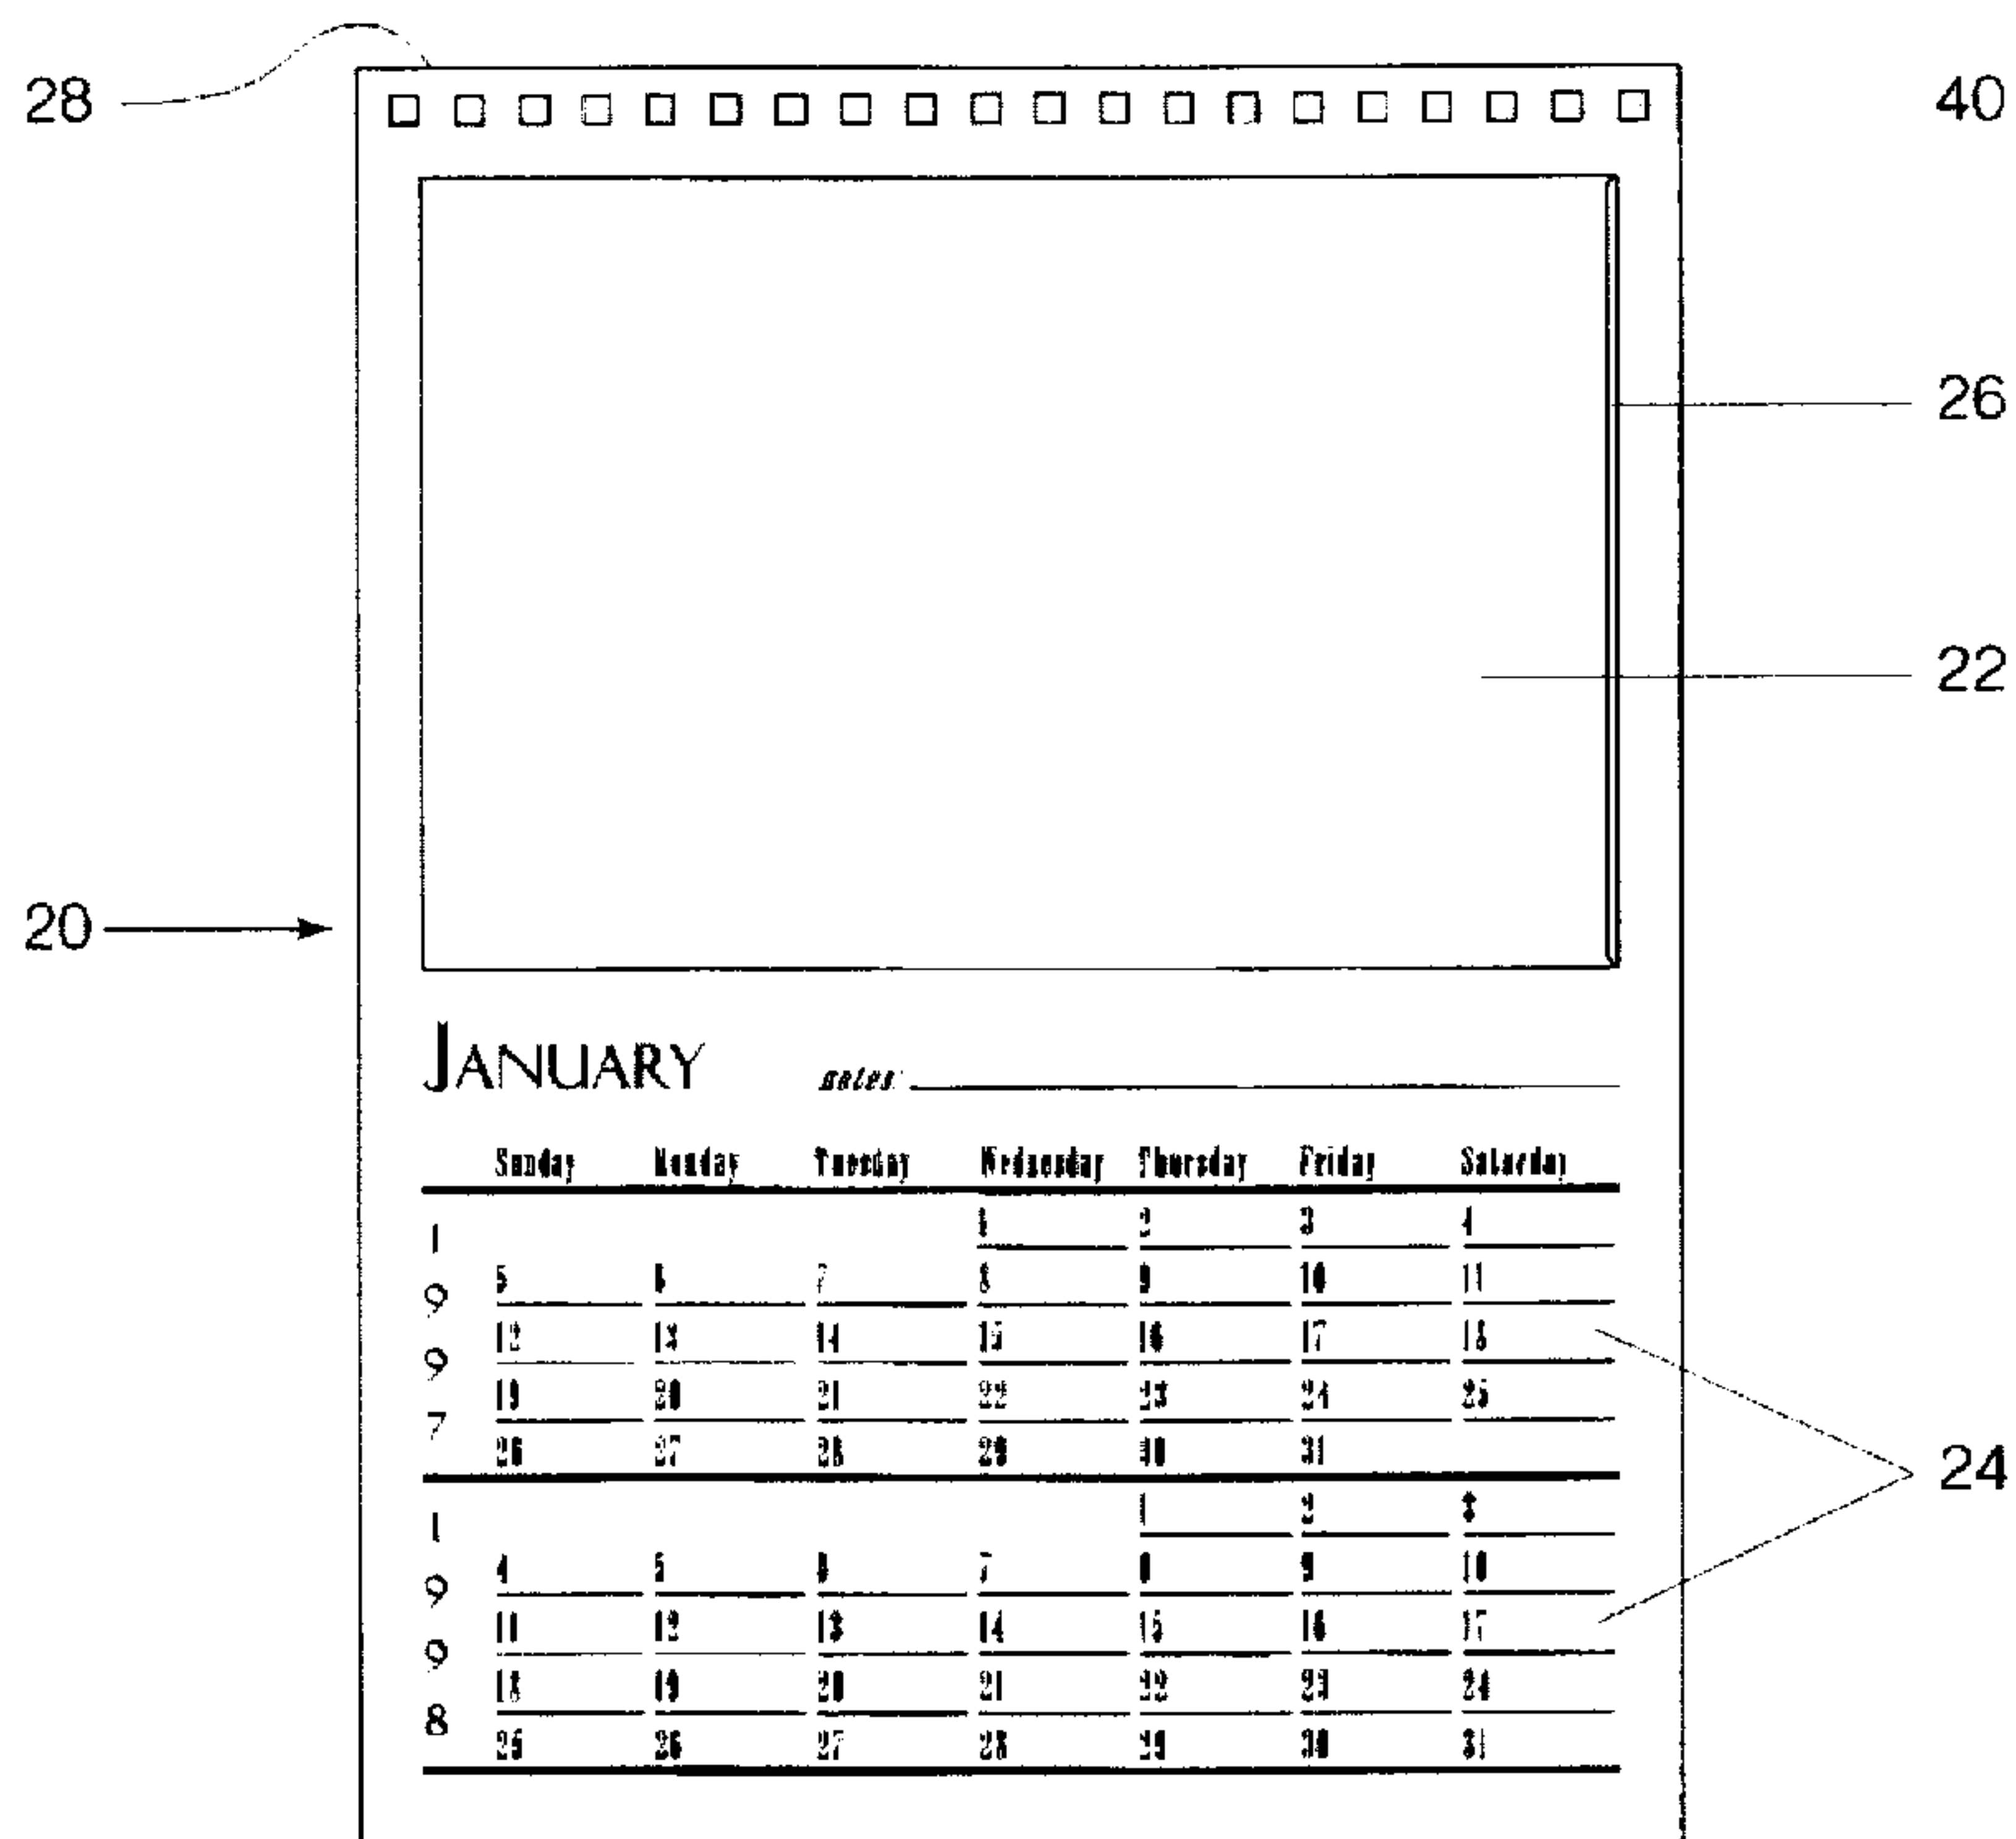 28
40
26
22
20
JANUARY notes:
Sunday Monday Tuesday Wednesday Thursday Friday Saturday
1 2 3 4
5 6 7 8 9 10 11
12 13 14 15 16 17 18
19 20 21 22 23 24 25
26 27 28 29 30 31
1
9
9
7
24
1 2 3
4 5 6 7 8 9 10
11 12 13 14 15 16 17
18 19 20 21 22 23 24
25 26 27 28 29 30 31
1
9
9
8